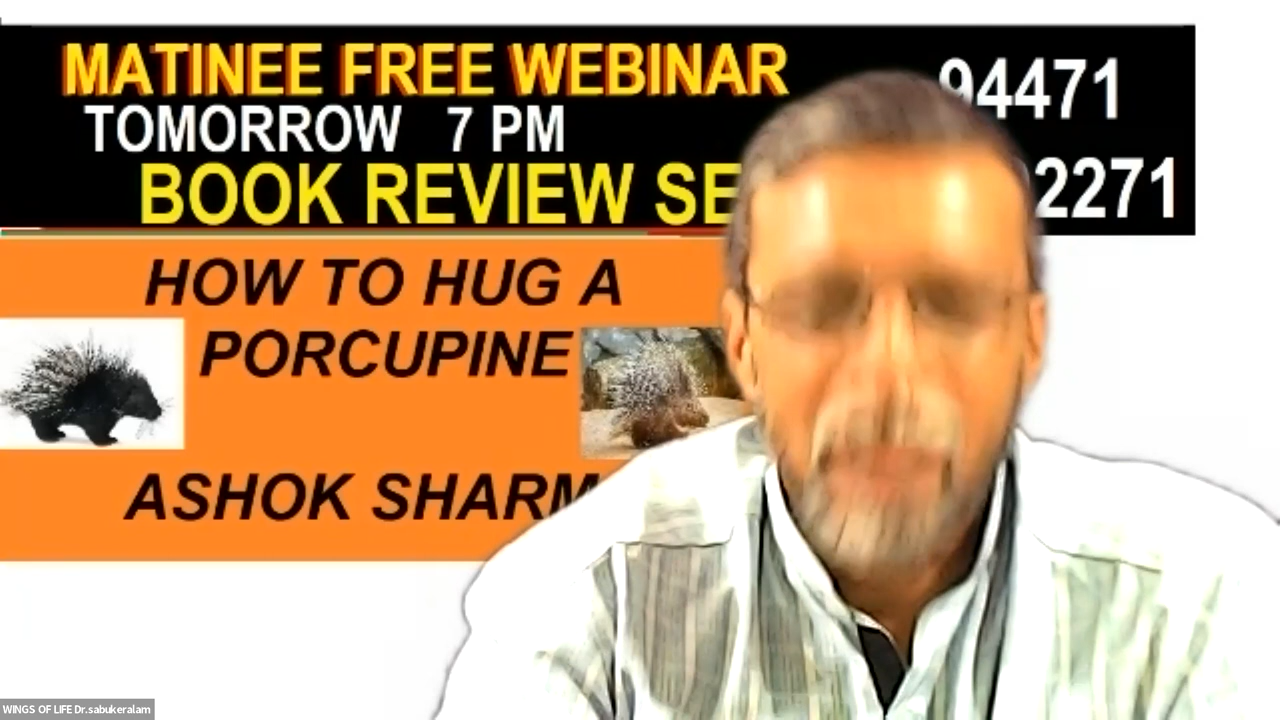 MATINEE FREE WEBINAR
94471
TOMORROW 7 PM
BOOK REVIEW SE
2271
HOW TO HUG A
PORCUPINE
ASHOK SHARM
WINGS OF LIFE Dr.sabukeralam